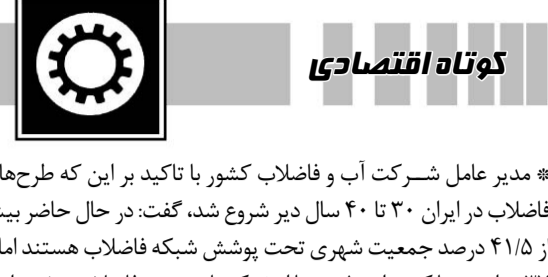 کوتاه اقتصادی
* مدیر عامل شـــرکت آب و فاضلاب کشور با تاکید بر این که طرح‌ها
فاضلاب در ایران ۳۰ تا ۴۰ سال دیر شروع شد، گفت: در حال حاضر
از ۴۱/۵ درصد جمعیت شهری تحت پوشش شبکه فاضلاب هستند اما